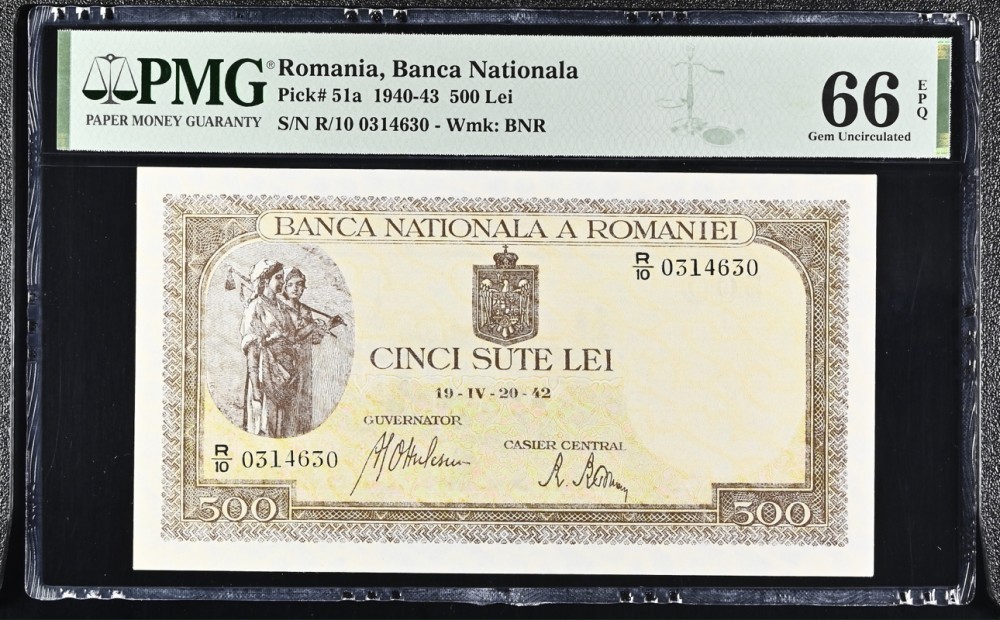 PMG®
PAPER MONEY GUARANTY
Romania, Banca Nationala
Pick# 51a 1940-43 500 Lei
S/N R/10 0314630 - Wmk: BNR
66 EPQ
Gem Uncirculated
BANCA NATIONALA A ROMANIEI
R/10 0314630
CINCI SUTE LEI
19 - IV - 20 - 42
GUVERNATOR
CASIER CENTRAL
R/10 0314630
500 500